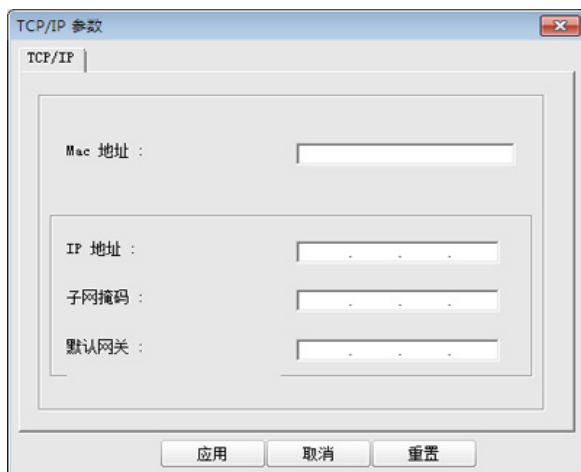 TCP/IP 参数
TCP/IP
Mac 地址 :
IP 地址 :
. . .
子网掩码 :
. . .
默认网关 :
. . .
应用 取消 重置